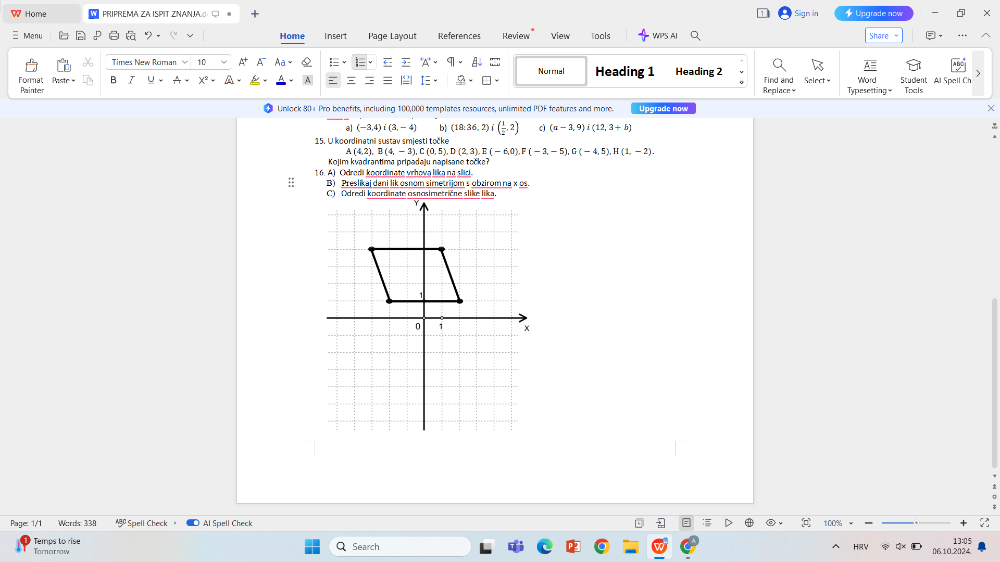 Home
PRIPREMA ZA ISPIT ZNANJA.do
Sign in
Upgrade now
Menu
Home Insert Page Layout References Review View Tools WPS AI
Share
Format Painter
Paste
Times New Roman 10
Normal
Heading 1
Heading 2
Find and Replace
Select
Word Typesetting
Student Tools
AI Spell Ch
Unlock 80+ Pro benefits, including 100,000 templates resources, unlimited PDF features and more. Upgrade now
a) (−3,4) i (3, − 4) b) (18:36, 2) i (1/2, 2) c) (a − 3, 9) i (12, 3 + b)
15. U koordinatni sustav smjesti točke
A (4,2), B (4, − 3), C (0, 5), D (2, 3), E ( − 6,0), F ( − 3, − 5), G ( − 4, 5), H (1, − 2).
Kojim kvadrantima pripadaju napisane točke?
16. A) Odredi koordinate vrhova lika na slici.
B) Preslikaj dani lik osnom simetrijom s obzirom na x os.
C) Odredi koordinate osnosimetrične slike lika.
Y
1
0 1
X
Page: 1/1 Words: 338 Spell Check AI Spell Check 100%
Temps to rise
Tomorrow
Search
HRV
13:05
06.10.2024.